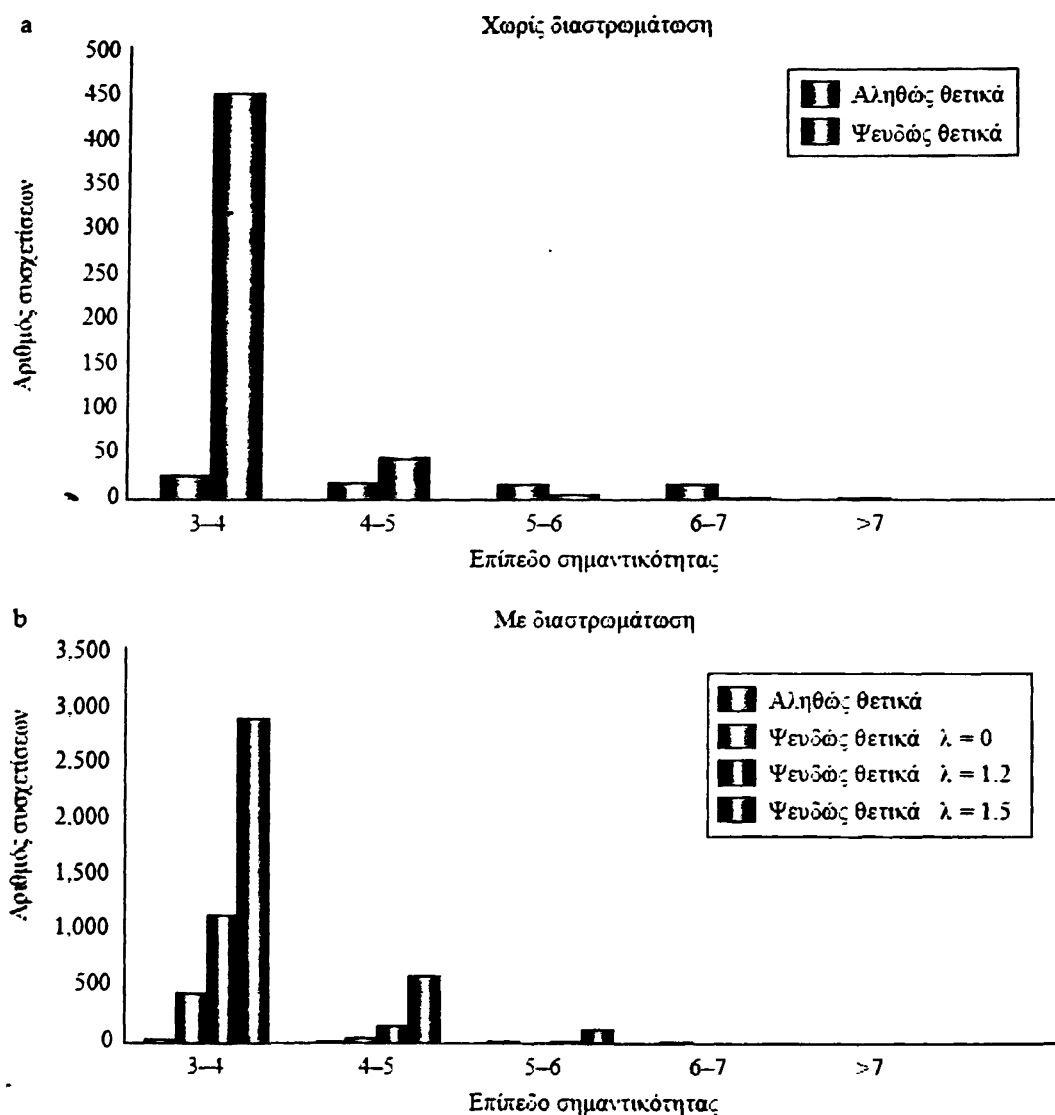 a
Χωρίς διαστρωμάτωση
500
450
400
350
300
250
200
150
100
50
0
Αριθμός συσχετίσεων
Αληθώς θετικά
Ψευδώς θετικά
3–4 4–5 5–6 6–7 >7
Επίπεδο σημαντικότητας
b
Με διαστρωμάτωση
3,500
3,000
2,500
2,000
1,500
1,000
500
0
Αριθμός συσχετίσεων
Αληθώς θετικά
Ψευδώς θετικά λ = 0
Ψευδώς θετικά λ = 1.2
Ψευδώς θετικά λ = 1.5
3–4 4–5 5–6 6–7 >7
Επίπεδο σημαντικότητας